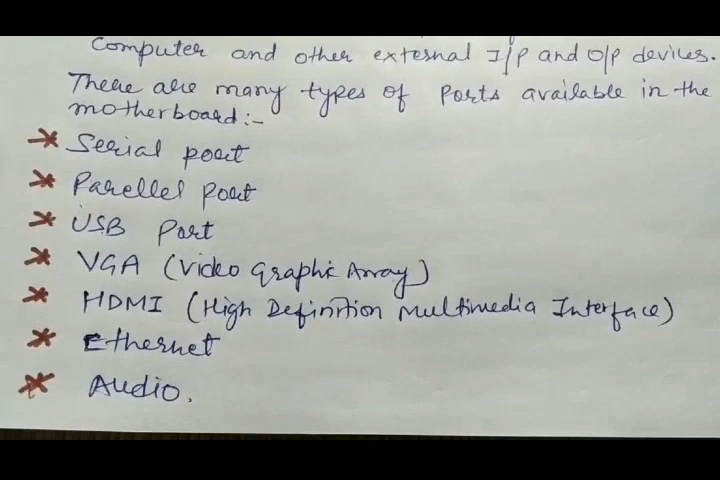 Computer and other external I/P and O/P devices.
There are many types of Ports available in the
motherboard:-
* Serial port
* Parellel Port
* USB Port
* VGA (Video Graphic Array)
* HDMI (High Definition Multimedia Interface)
* Ethernet
* Audio.